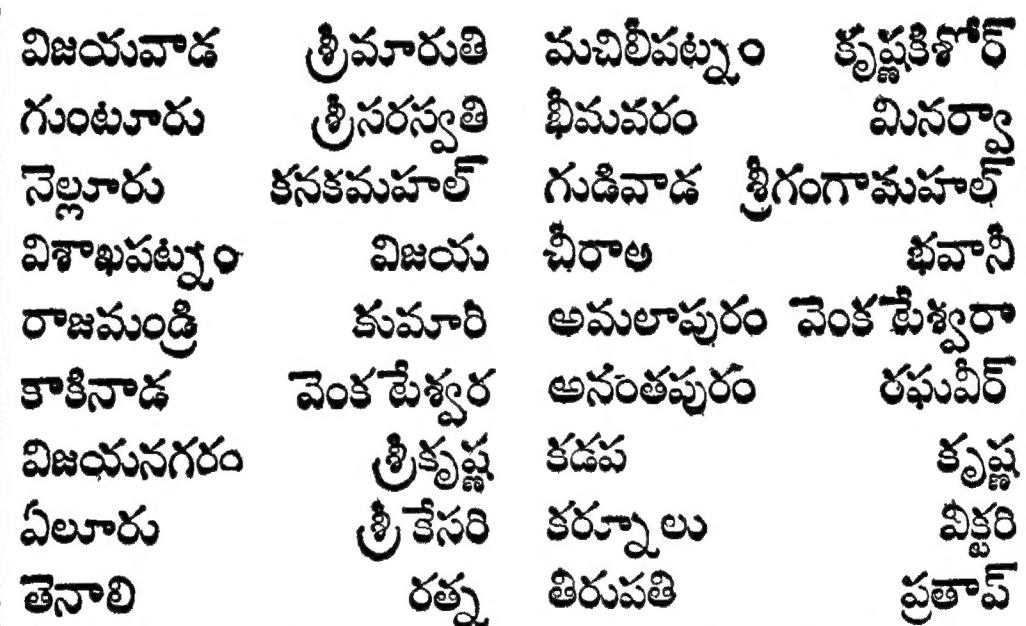 విజయవాడ శ్రీమారుతి
గుంటూరు శ్రీసరస్వతి
నెల్లూరు కనకమహల్
విశాఖపట్నం విజయ
రాజమండ్రి కుమారి
కాకినాడ వెంకటేశ్వర
విజయనగరం శ్రీకృష్ణ
ఏలూరు శ్రీకేసరి
తెనాలి రత్న
మచిలీపట్నం కృష్ణకిశోర్
భీమవరం మినర్వా
గుడివాడ శ్రీగంగామహల్
చీరాల భవాని
అమలాపురం వెంకటేశ్వరా
అనంతపురం రఘువీర్
కడప కృష్ణ
కర్నూలు విక్టరి
తిరుపతి ప్రతాప్